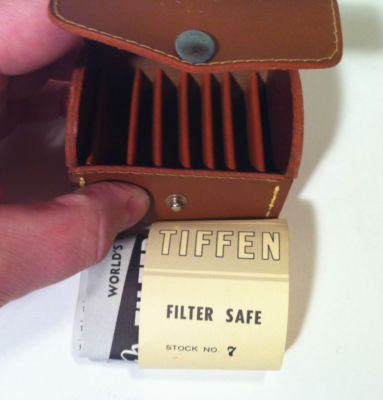 TIFFEN
FILTER SAFE
STOCK NO. 7
WORLD'S